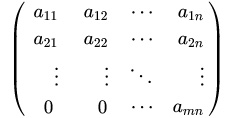 ( a₁₁ a₁₂ ⋯ a₁ₙ )
( a₂₁ a₂₂ ⋯ a₂ₙ )
( ⋮ ⋮ ⋱ ⋮ )
( 0 0 ⋯ aₘₙ )